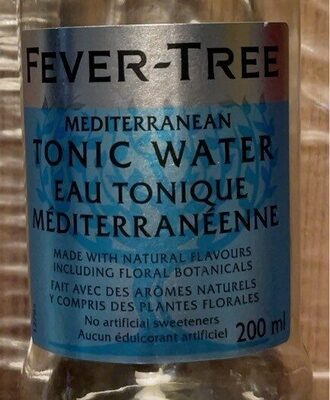 FEVER-TREE
MEDITERRANEAN
TONIC WATER
EAU TONIQUE
MÉDITERRANÉENNE
MADE WITH NATURAL FLAVOURS
INCLUDING FLORAL BOTANICALS
FAIT AVEC DES ARÔMES NATURELS
Y COMPRIS DES PLANTES FLORALES
No artificial sweeteners
Aucun édulcorant artificiel 200 ml